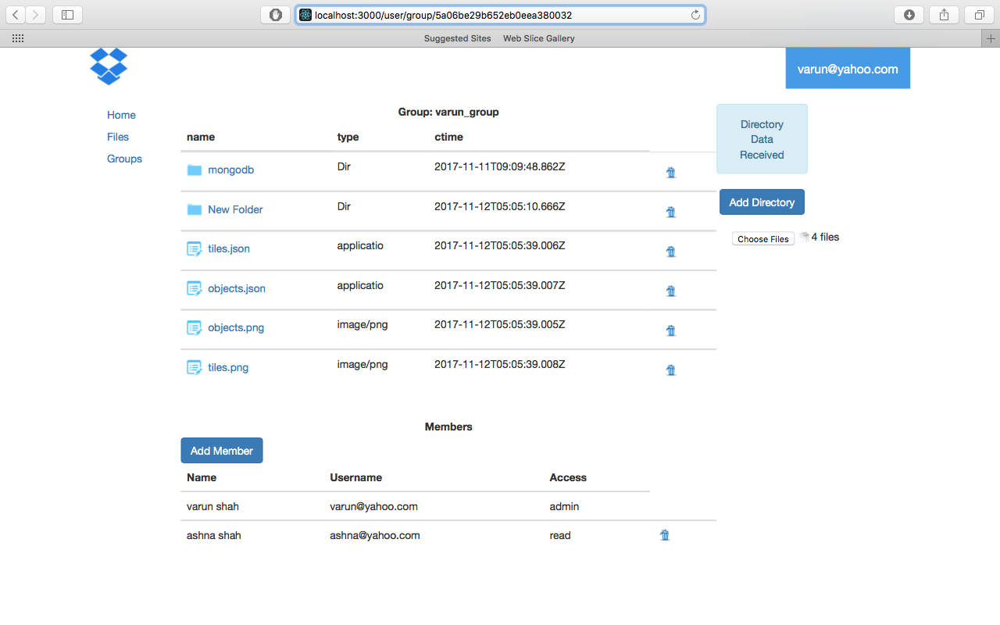 localhost:3000/user/group/5a06be29b652eb0eea380032
Suggested Sites Web Slice Gallery
varun@yahoo.com
Home
Files
Groups
Group: varun_group
name type ctime
mongodb Dir 2017-11-11T09:09:48.862Z
New Folder Dir 2017-11-12T05:05:10.666Z
tiles.json applicatio 2017-11-12T05:05:39.006Z
objects.json applicatio 2017-11-12T05:05:39.007Z
objects.png image/png 2017-11-12T05:05:39.005Z
tiles.png image/png 2017-11-12T05:05:39.008Z
Directory
Data
Received
Add Directory
Choose Files 4 files
Members
Add Member
Name Username Access
varun shah varun@yahoo.com admin
ashna shah ashna@yahoo.com read